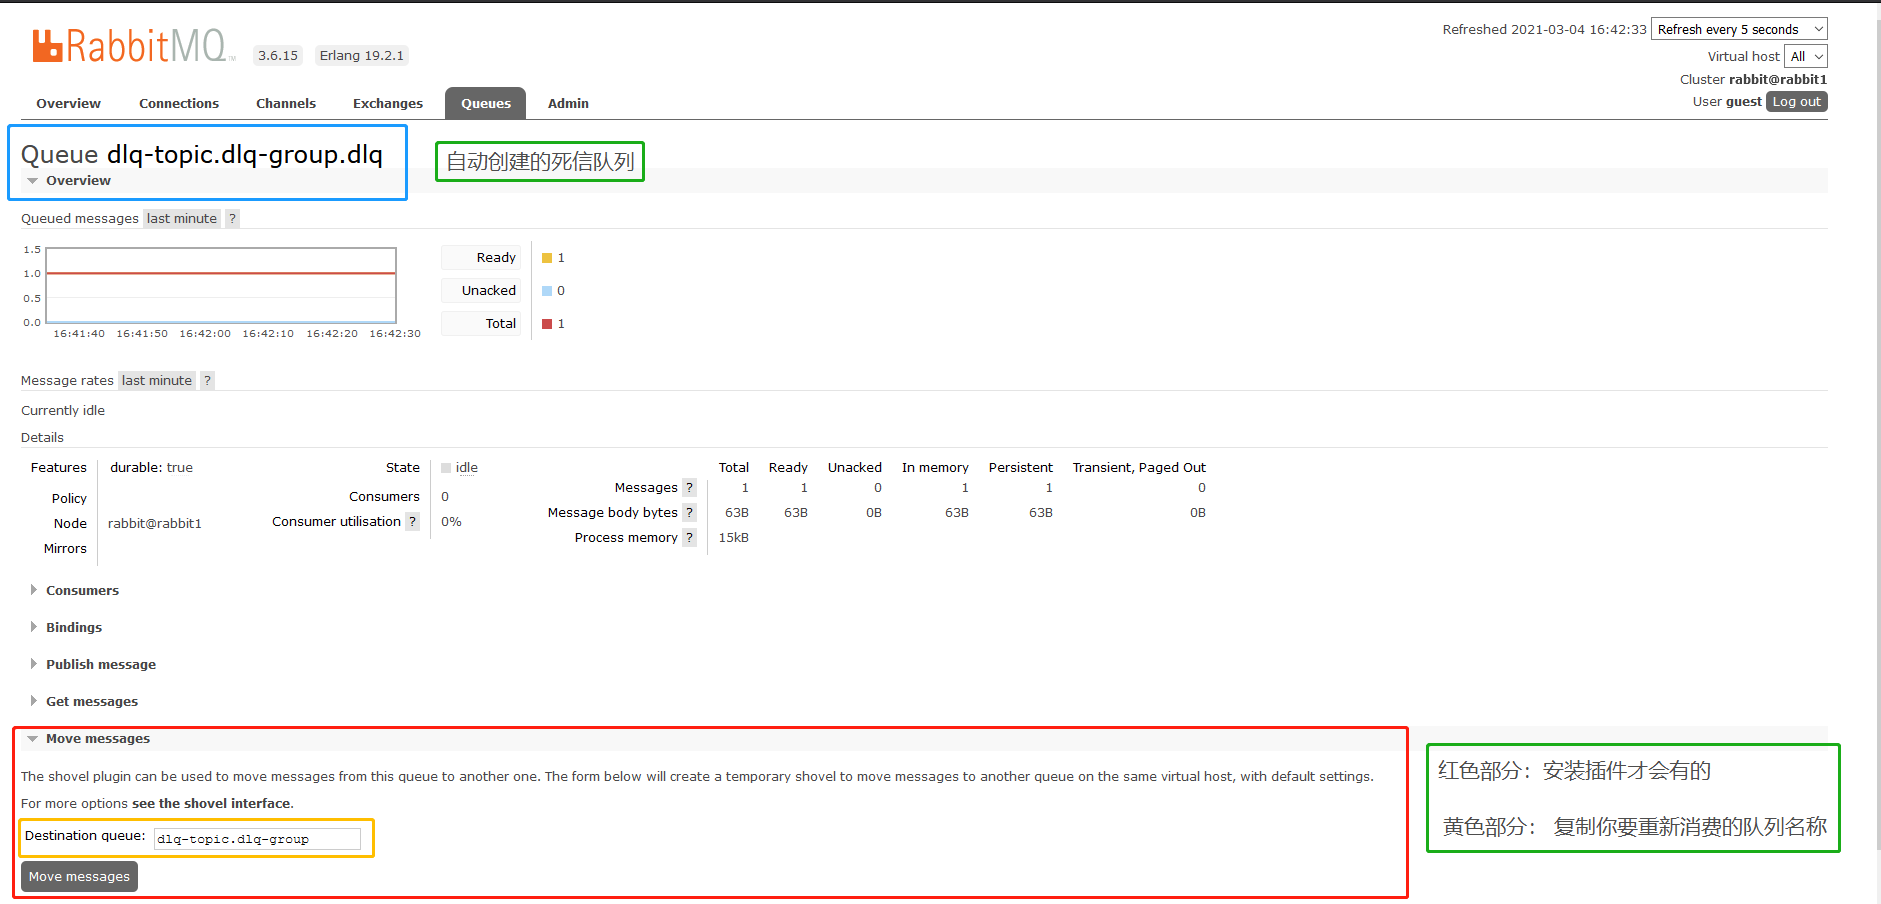 RabbitMQ TM 3.6.15 Erlang 19.2.1
Refreshed 2021-03-04 16:42:33 Refresh every 5 seconds
Virtual host All
Cluster rabbit@rabbit1
User guest Log out
Overview Connections Channels Exchanges Queues Admin
Queue dlq-topic.dlq-group.dlq
自动创建的死信队列
Overview
Queued messages last minute ?
1.5
1.0
0.5
0.0
16:41:40 16:41:50 16:42:00 16:42:10 16:42:20 16:42:30
Ready 1
Unacked 0
Total 1
Message rates last minute ?
Currently idle
Details
Features durable: true
Policy
Node rabbit@rabbit1
Mirrors
State idle
Consumers 0
Consumer utilisation ? 0%
Total Ready Unacked In memory Persistent Transient, Paged Out
Messages ? 1 1 0 1 1 0
Message body bytes ? 63B 63B 0B 63B 63B 0B
Process memory ? 15kB
Consumers
Bindings
Publish message
Get messages
Move messages
The shovel plugin can be used to move messages from this queue to another one. The form below will create a temporary shovel to move messages to another queue on the same virtual host, with default settings.
For more options see the shovel interface.
Destination queue: dlq-topic.dlq-group
Move messages
红色部分：安装插件才会有的
黄色部分： 复制你要重新消费的队列名称